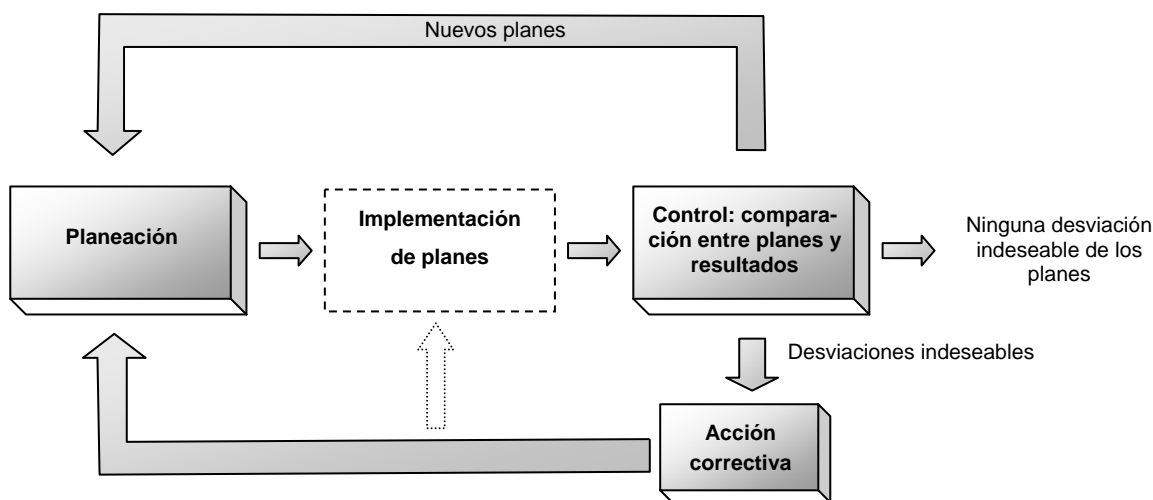 Nuevos planes
Planeación
Implementación
de planes
Control: compara-
ción entre planes y
resultados
Ninguna desviación
indeseable de los
planes
Desviaciones indeseables
Acción
correctiva